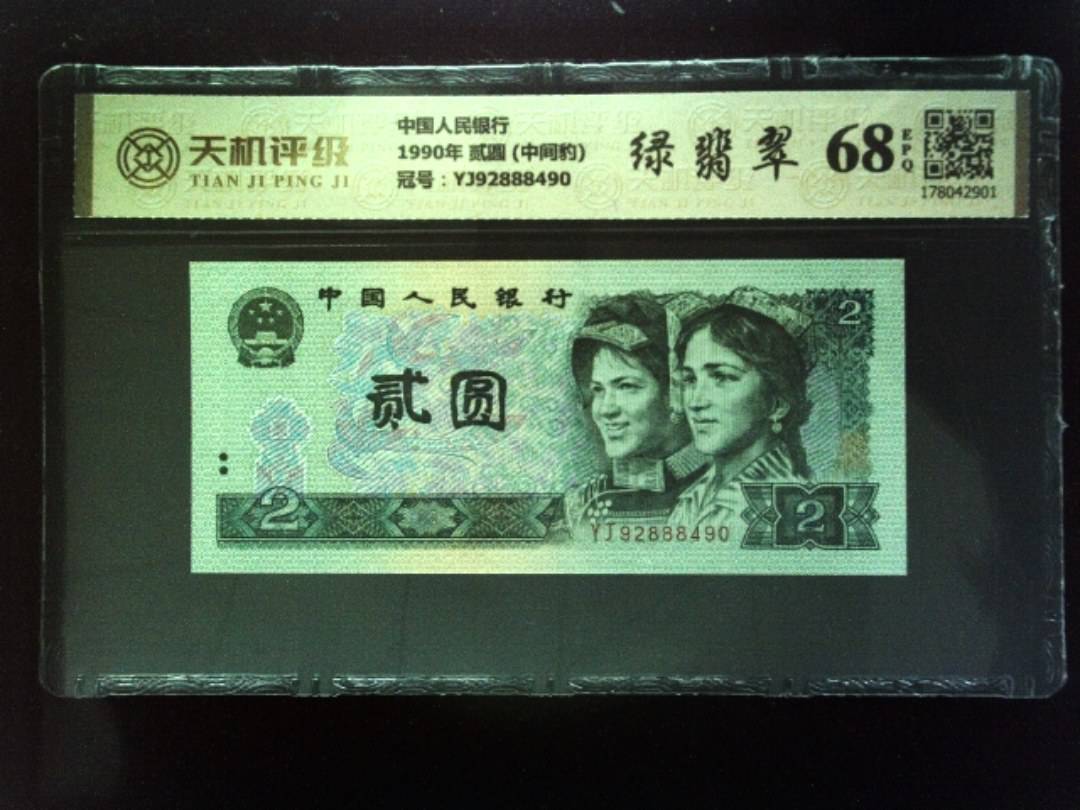 天机评级
TIAN JI PING JI
中国人民银行
1990年 贰圆 (中间豹)
冠号：YJ92888490
绿翡翠
68
EPQ
178042901
中国人民银行
2
贰圆
2
YJ92888490
2